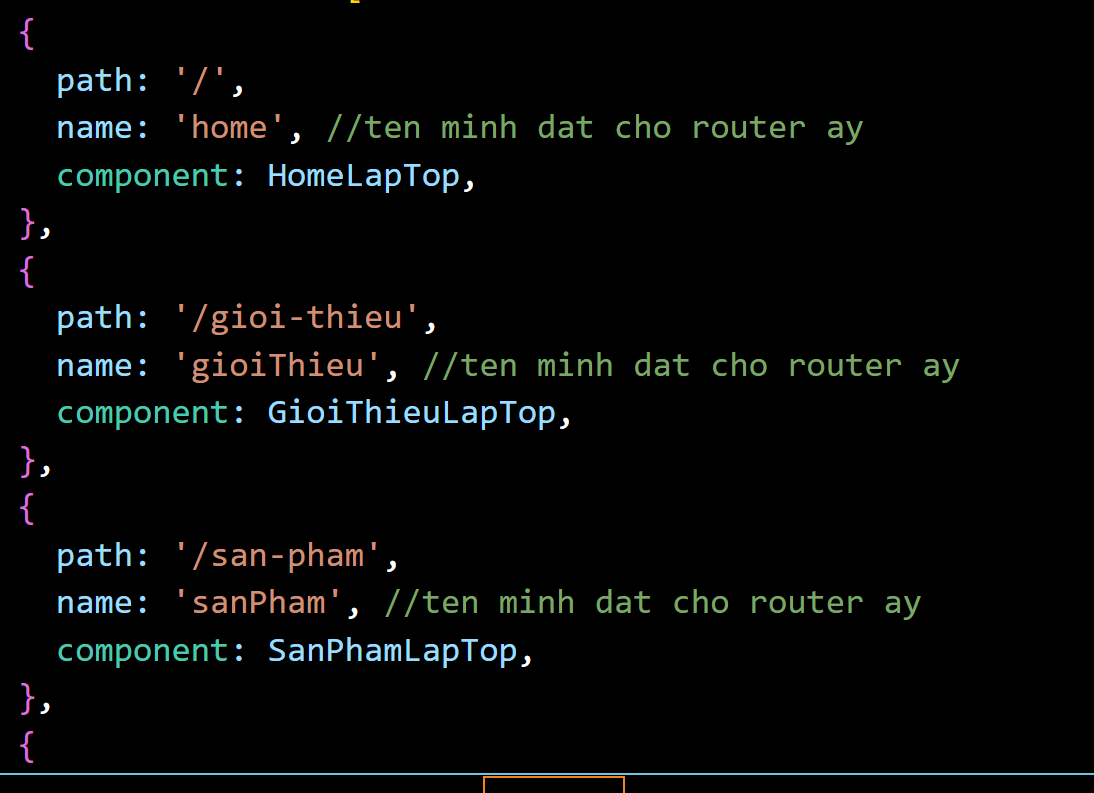 {
path: '/',
name: 'home', //ten minh dat cho router ay
component: HomeLapTop,
},
{
path: '/gioi-thieu',
name: 'gioiThieu', //ten minh dat cho router ay
component: GioiThieuLapTop,
},
{
path: '/san-pham',
name: 'sanPham', //ten minh dat cho router ay
component: SanPhamLapTop,
},
{